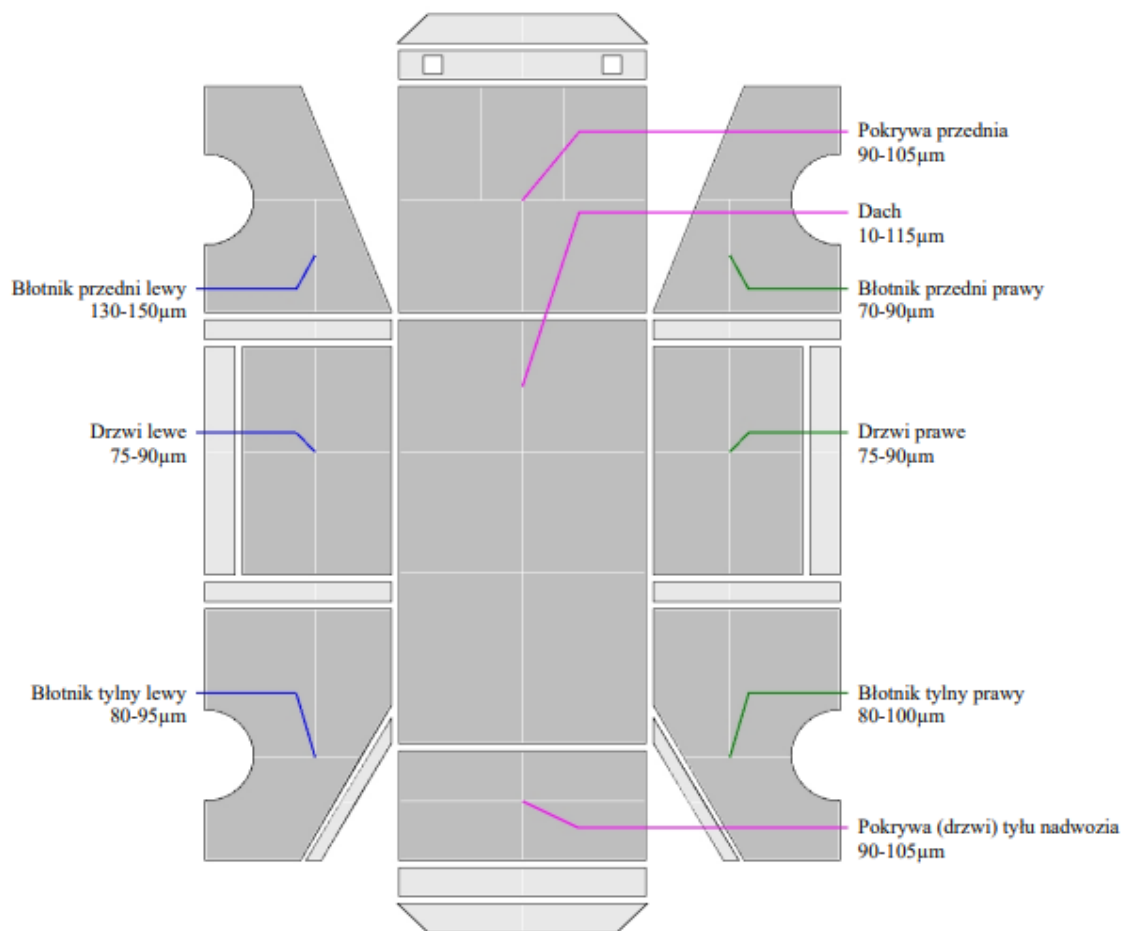 Pokrywa przednia
90-105µm
Dach
10-115µm
Błotnik przedni lewy
130-150µm
Błotnik przedni prawy
70-90µm
Drzwi lewe
75-90µm
Drzwi prawe
75-90µm
Błotnik tylny lewy
80-95µm
Błotnik tylny prawy
80-100µm
Pokrywa (drzwi) tyłu nadwozia
90-105µm